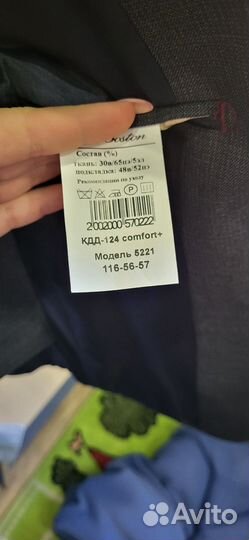 Состав (%)
ткань: 30в/65пэ/5эл
подкладка: 48в/52пэ
Рекомендации по уходу
P
2002000570222
КДД-124 comfort+
Модель 5221
116-56-57
Avito